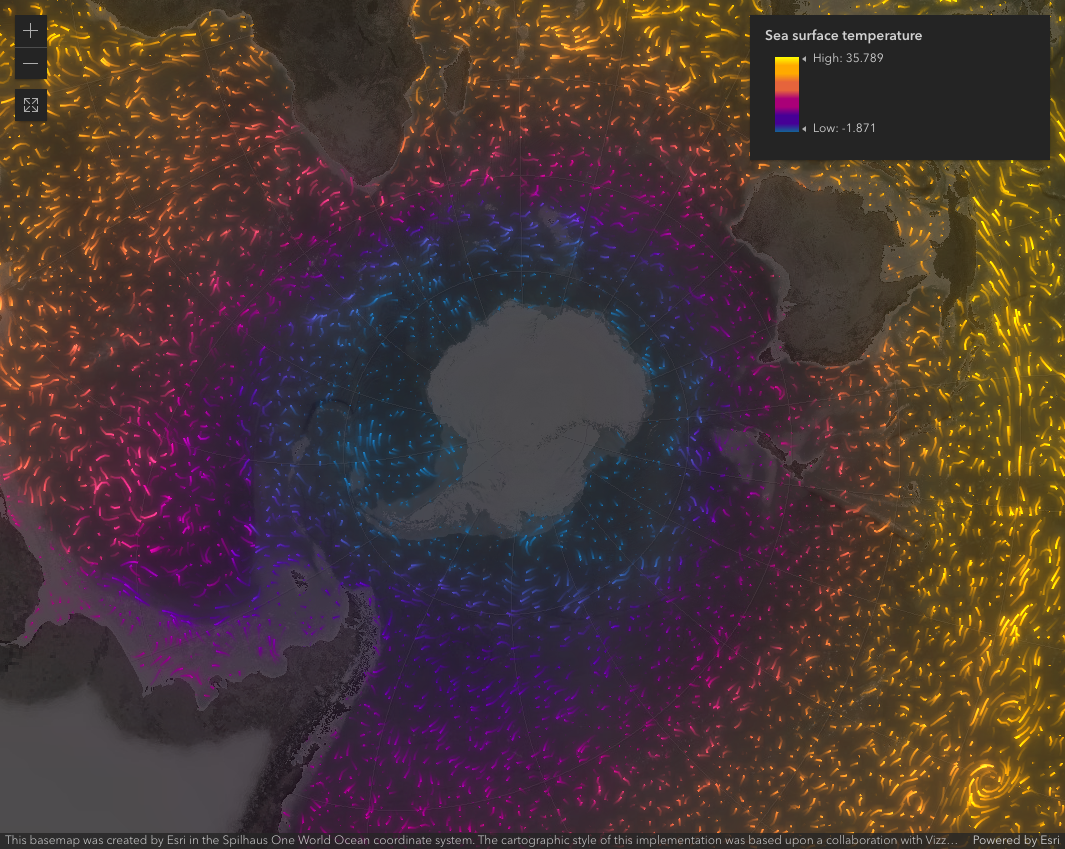 Sea surface temperature
High: 35.789
Low: -1.871
This basemap was created by Esri in the Spilhaus One World Ocean coordinate system. The cartographic style of this implementation was based upon a collaboration with Vizz…
Powered by Esri